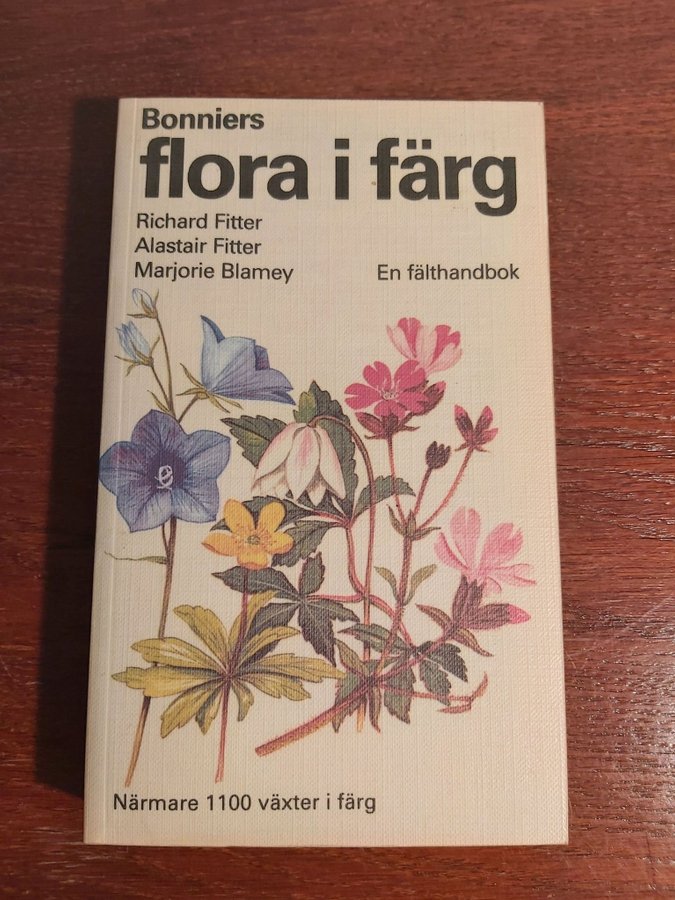 Bonniers
flora i färg
Richard Fitter
Alastair Fitter
Marjorie Blamey
En fälthandbok
Närmare 1100 växter i färg